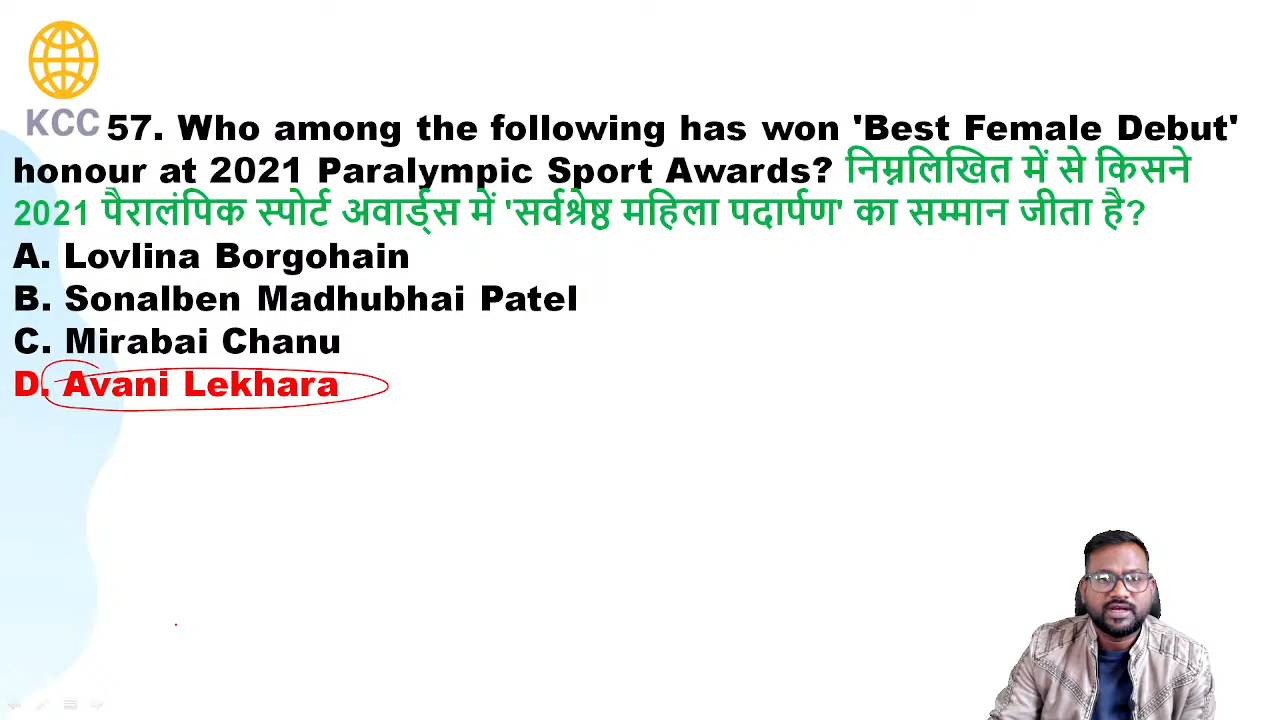 KCC
57. Who among the following has won 'Best Female Debut'
honour at 2021 Paralympic Sport Awards? निम्नलिखित में से किसने
2021 पैरालंपिक स्पोर्ट अवार्ड्स में 'सर्वश्रेष्ठ महिला पदार्पण' का सम्मान जीता है?
A. Lovlina Borgohain
B. Sonalben Madhubhai Patel
C. Mirabai Chanu
D. Avani Lekhara